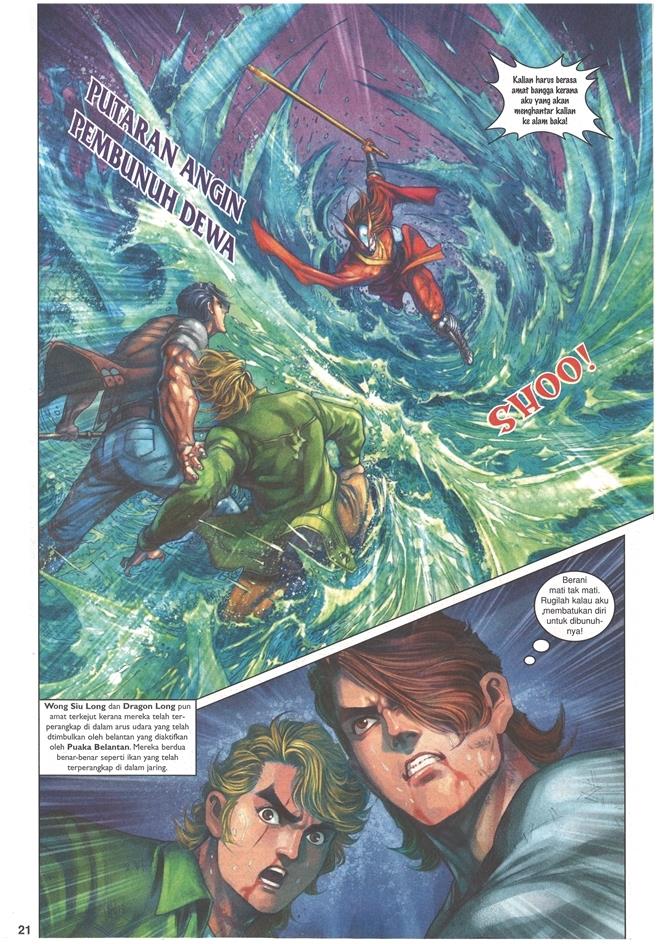 PUTARAN ANGIN
PEMBUNUH DEWA
Kalian harus berasa
amat bangga kerana
aku yang akan
menghantar kalian
ke alam baka!
SHOO!
Berani
mati tak mati.
Rugilah kalau aku
membatukan diri
untuk dibunuh-
nya!
Wong Siu Long dan Dragon Long pun
amat terkejut kerana mereka telah ter-
perangkap di dalam arus udara yang telah
ditimbulkan oleh belantan yang diaktifkan
oleh Puaka Belantan. Mereka berdua
benar-benar seperti ikan yang telah
terperangkap di dalam jaring.
21